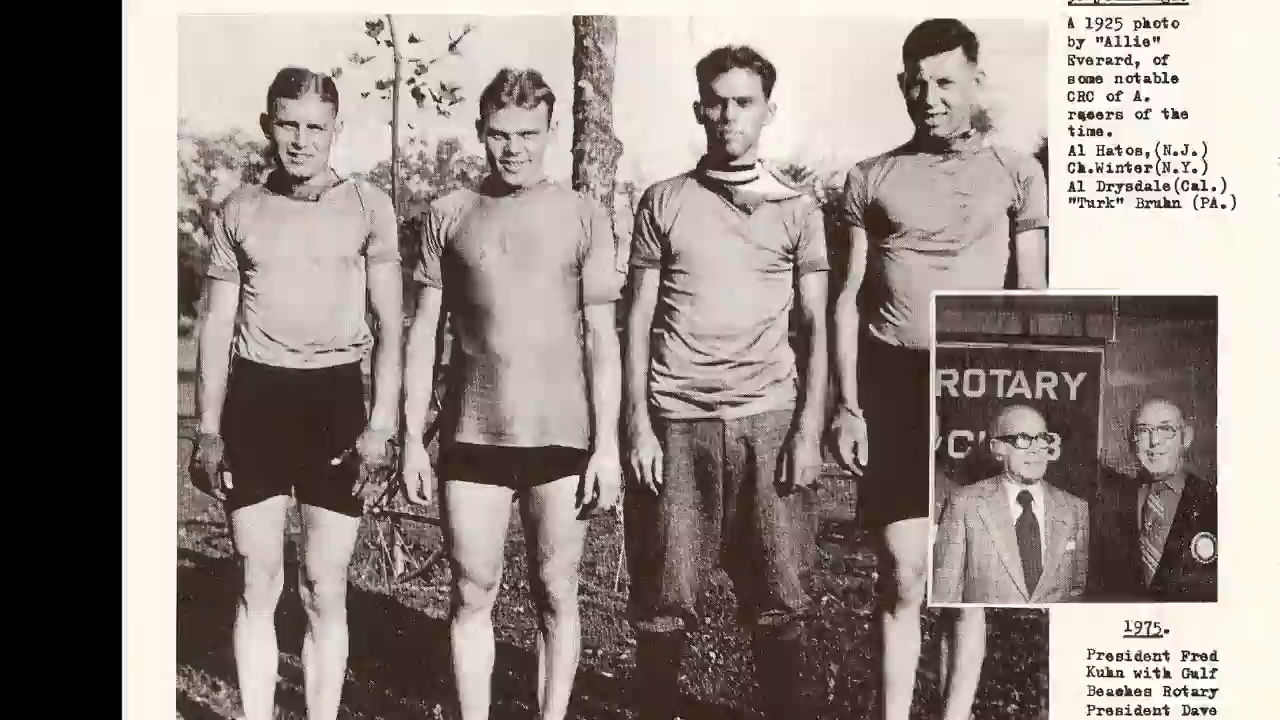 A 1925 photo
by "Allie"
Everard, of
some notable
CRC of A.
racers of the
time.
Al Hatos,(N.J.)
Ch.Winter(N.Y.)
Al Drysdale(Cal.)
"Turk" Bruhn (PA.)
ROTARY
1975.
President Fred
Kuhn with Gulf
Beaches Rotary
President Dave